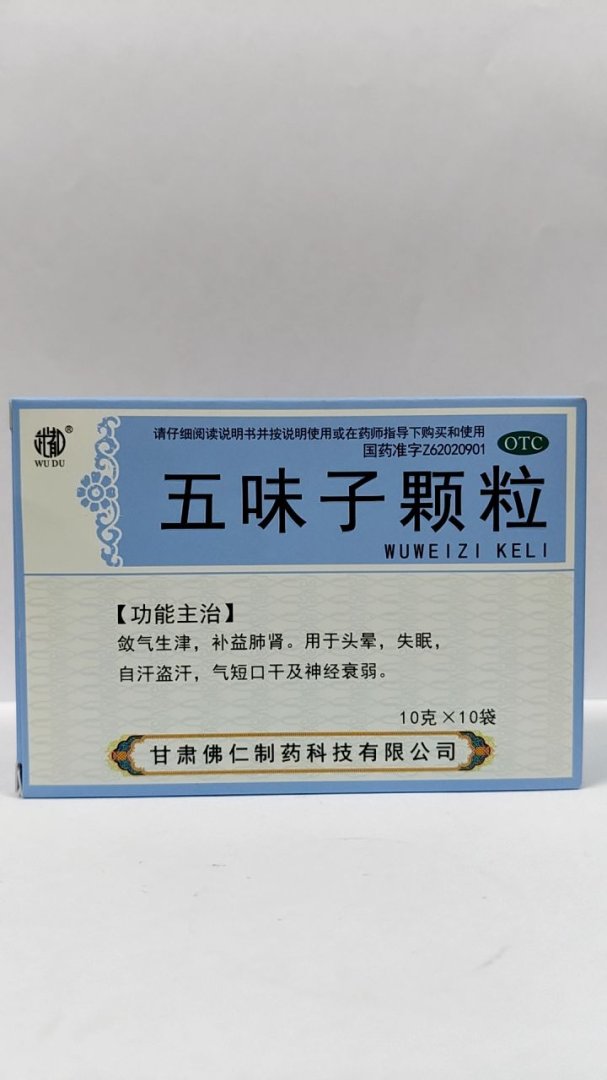 WU DU
®
请仔细阅读说明书并按说明使用或在药师指导下购买和使用
国药准字Z62020901
OTC
五味子颗粒
WUWEIZI KELI
【功能主治】
敛气生津，补益肺肾。用于头晕，失眠，
自汗盗汗，气短口干及神经衰弱。
10克×10袋
甘肃佛仁制药科技有限公司